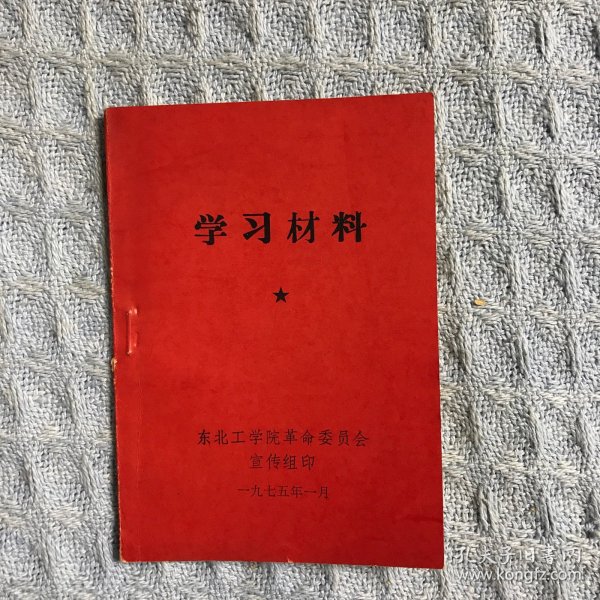 学习材料
★
东北工学院革命委员会
宣传组印
一九七五年一月
孔夫子旧书网
www.kongfz.com